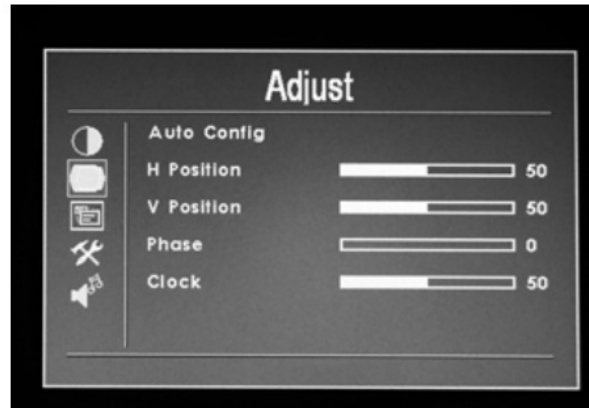 Adjust
Auto Config
H Position 50
V Position 50
Phase 0
Clock 50